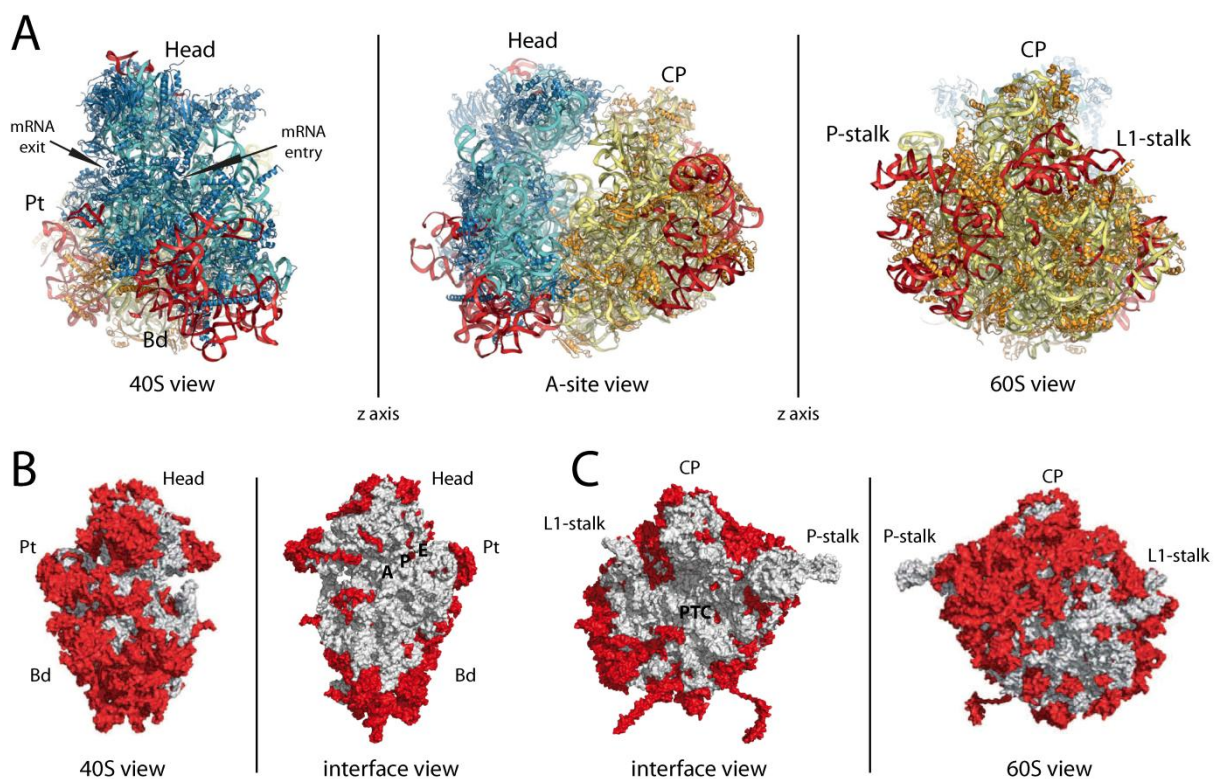 A
Head
mRNA
exit
mRNA
entry
Pt
Bd
40S view
Head
CP
A-site view
CP
P-stalk
L1-stalk
60S view
z axis
z axis
B
Head
Pt
Bd
40S view
Head
E
P
A
Pt
Bd
interface view
C
CP
L1-stalk
P-stalk
PTC
interface view
CP
P-stalk
L1-stalk
60S view